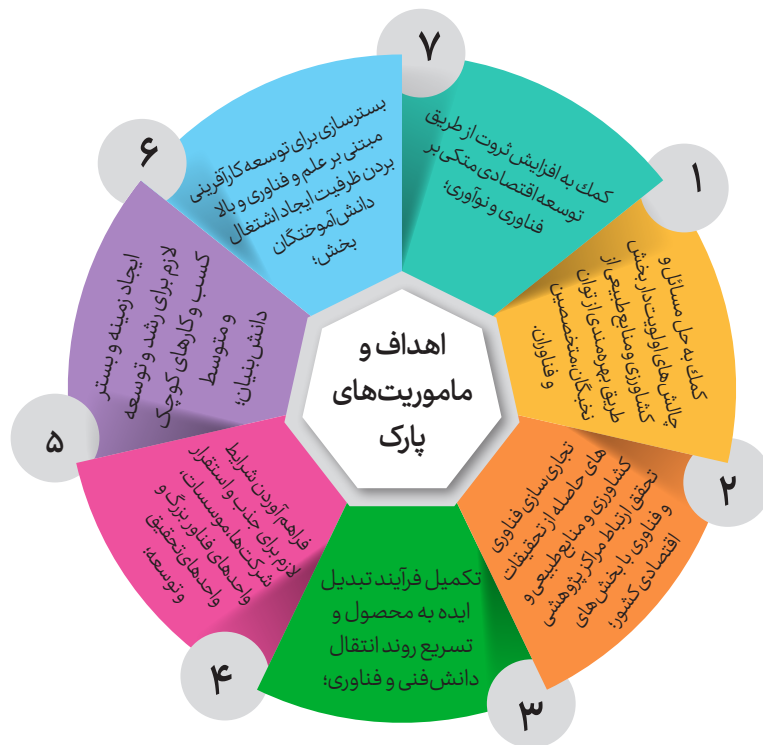 اهداف و
ماموریت‌های
پارک
۱
کمک به حل مسائل و
چالش‌های اولویت‌دار بخش
کشاورزی و منابع طبیعی از
طریق بهره‌مندی از توان
نخبگان، متخصصین
و فناوران.
۲
تجاری سازی فناوری
های حاصله از تحقیقات
کشاورزی و منابع طبیعی و
تحقق ارتباط مراکز پژوهشی
و فناوری با بخش‌های
اقتصادی کشور؛
۳
تکمیل فرآیند تبدیل
ایده به محصول و
تسریع روند انتقال
دانش‌فنی و فناوری؛
۴
فراهم آوردن شرایط
لازم برای جذب و استقرار
شرکت‌ها، موسسات،
واحدهای فناور بزرگ و
واحدهای تحقیق
و توسعه؛
۵
ایجاد زمینه و بستر
لازم برای رشد و توسعه
کسب و کارهای کوچک
و متوسط
دانش‌بنیان؛
۶
بسترسازی برای توسعه کارآفرینی
مبتنی بر علم و فناوری و بالا
بردن ظرفیت ایجاد اشتغال
دانش‌آموختگان
بخش؛
۷
کمک به افزایش ثروت از طریق
توسعه اقتصادی متکی بر
فناوری و نوآوری؛